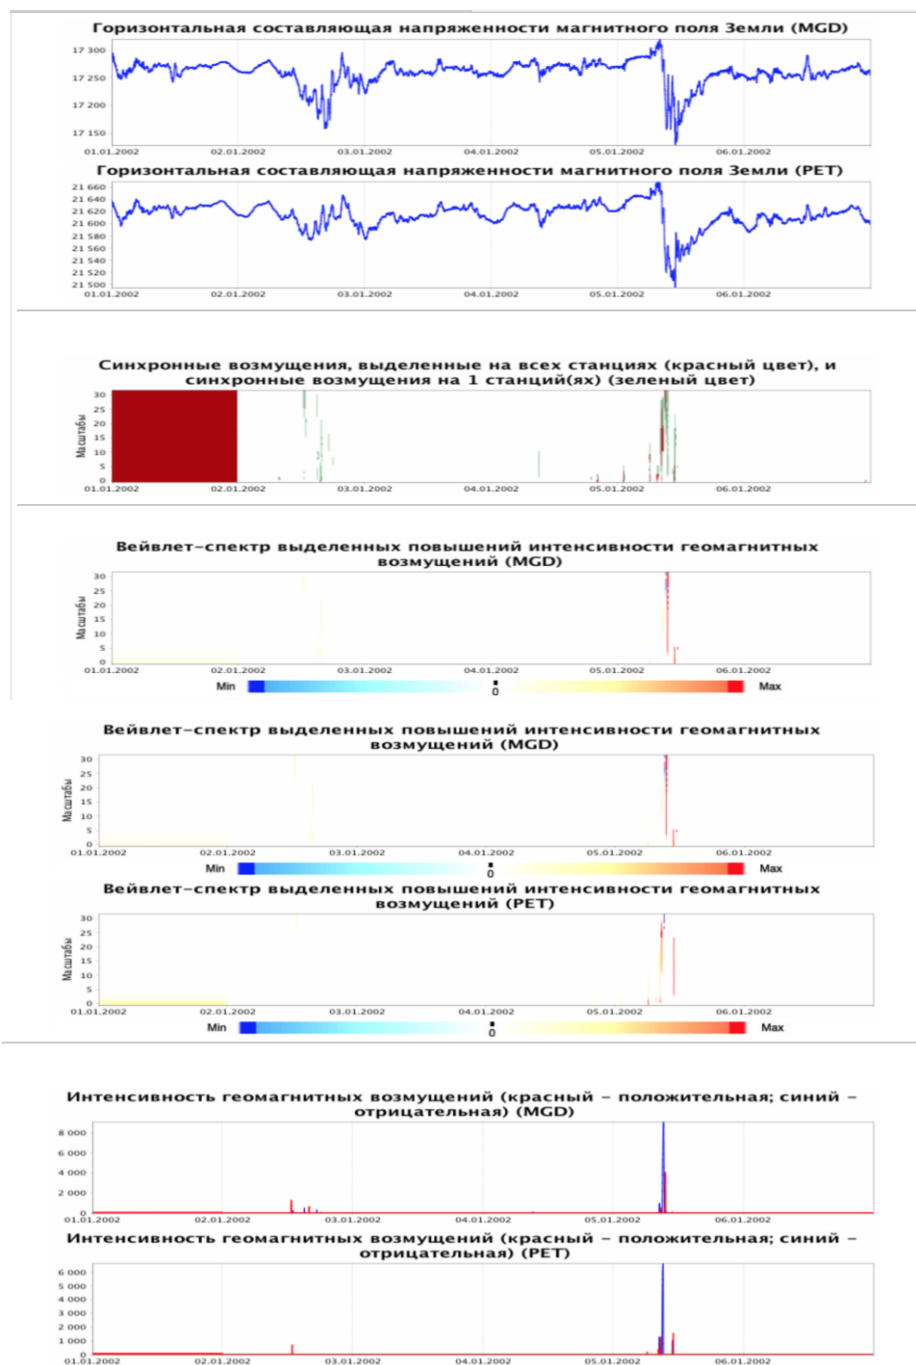 Горизонтальная составляющая напряженности магнитного поля Земли (MGD)
17 300
17 250
17 200
17 150
01.01.2002 02.01.2002 03.01.2002 04.01.2002 05.01.2002 06.01.2002
Горизонтальная составляющая напряженности магнитного поля Земли (PET)
21 660
21 640
21 620
21 600
21 580
21 560
21 540
21 520
21 500
01.01.2002 02.01.2002 03.01.2002 04.01.2002 05.01.2002 06.01.2002
Синхронные возмущения, выделенные на всех станциях (красный цвет), и
синхронные возмущения на 1 станций(ях) (зеленый цвет)
Масштабы
30
25
20
15
10
5
0
01.01.2002 02.01.2002 03.01.2002 04.01.2002 05.01.2002 06.01.2002
Вейвлет-спектр выделенных повышений интенсивности геомагнитных
возмущений (MGD)
Масштабы
30
25
20
15
10
5
0
01.01.2002 02.01.2002 03.01.2002 04.01.2002 05.01.2002 06.01.2002
Min 0 Max
Вейвлет-спектр выделенных повышений интенсивности геомагнитных
возмущений (MGD)
Масштабы
30
25
20
15
10
5
0
01.01.2002 02.01.2002 03.01.2002 04.01.2002 05.01.2002 06.01.2002
Min 0 Max
Вейвлет-спектр выделенных повышений интенсивности геомагнитных
возмущений (PET)
Масштабы
30
25
20
15
10
5
0
01.01.2002 02.01.2002 03.01.2002 04.01.2002 05.01.2002 06.01.2002
Min 0 Max
Интенсивность геомагнитных возмущений (красный – положительная; синий –
отрицательная) (MGD)
8 000
6 000
4 000
2 000
0
01.01.2002 02.01.2002 03.01.2002 04.01.2002 05.01.2002 06.01.2002
Интенсивность геомагнитных возмущений (красный – положительная; синий –
отрицательная) (PET)
6 000
5 000
4 000
3 000
2 000
1 000
0
01.01.2002 02.01.2002 03.01.2002 04.01.2002 05.01.2002 06.01.2002